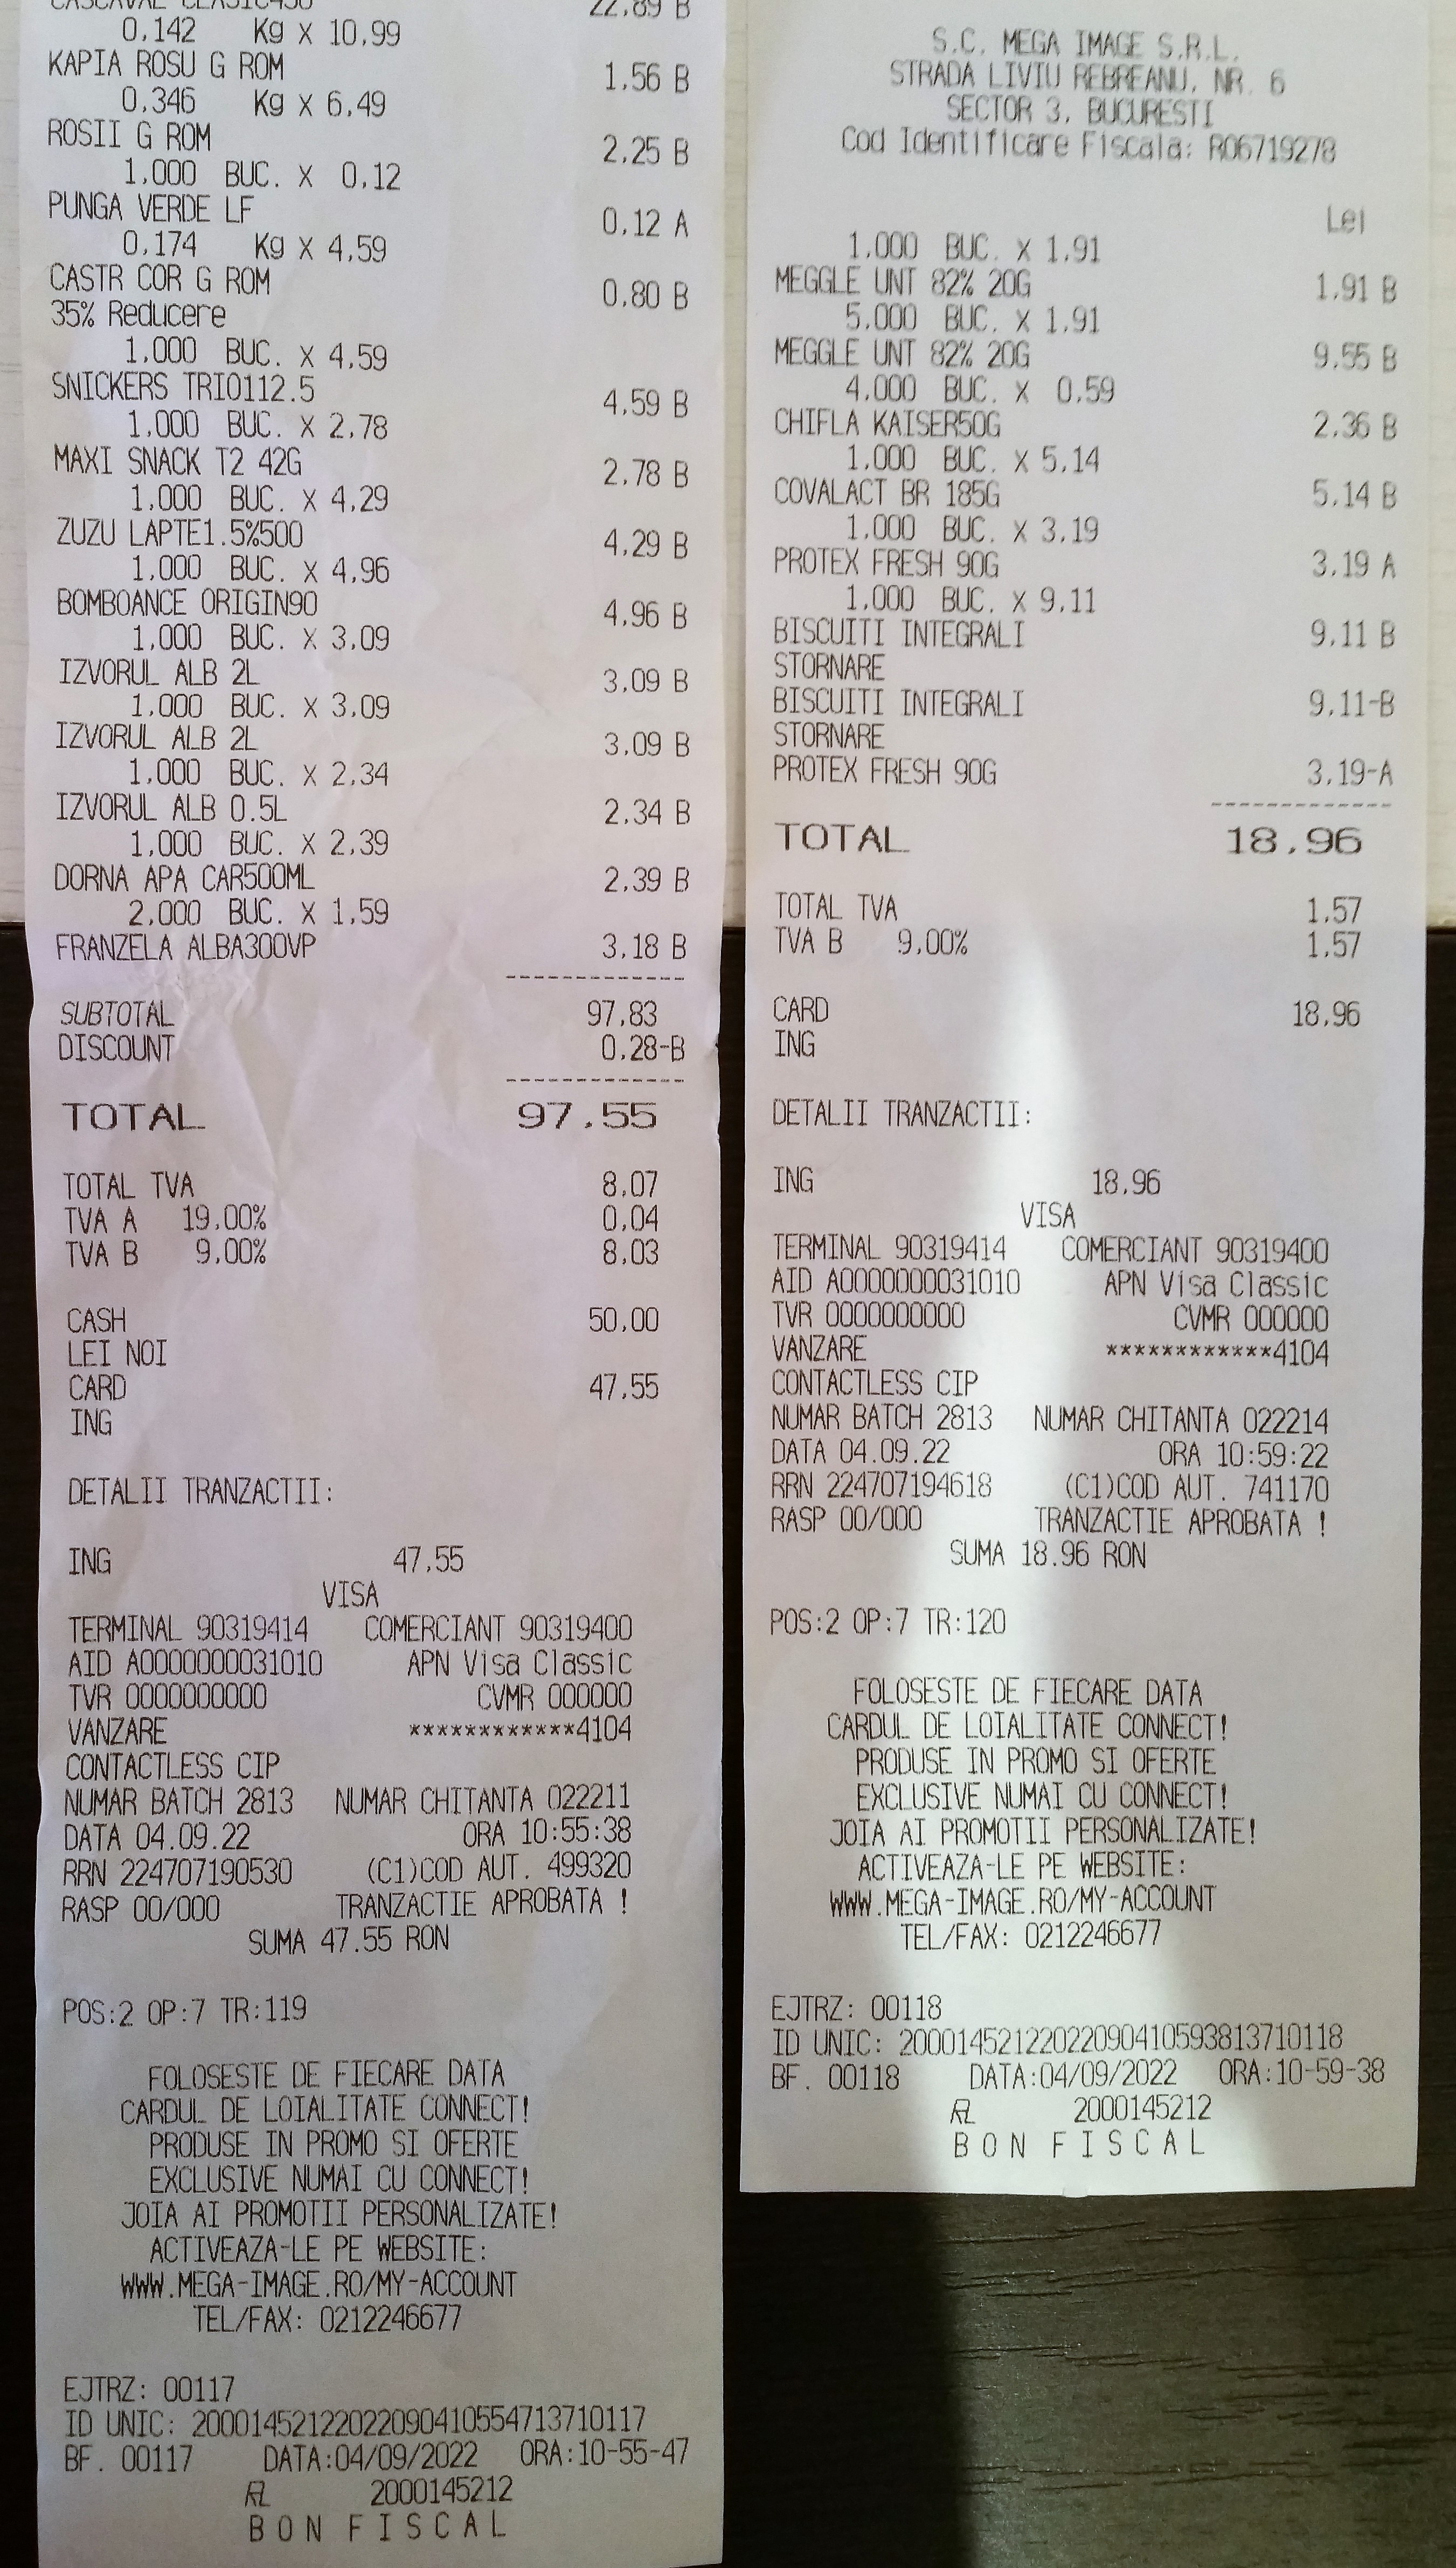 CASCAVAL CLASIC450 22,89 B
0,142 Kg X 10,99
KAPIA ROSU G ROM 1,56 B
0,346 Kg X 6,49
ROSII G ROM 2,25 B
1,000 BUC. X 0,12
PUNGA VERDE LF 0,12 A
0,174 Kg X 4,59
CASTR COR G ROM 0,80 B
35% Reducere
1,000 BUC. X 4,59
SNICKERS TRIO112.5 4,59 B
1,000 BUC. X 2,78
MAXI SNACK T2 42G 2,78 B
1,000 BUC. X 4,29
ZUZU LAPTE1.5%500 4,29 B
1,000 BUC. X 4,96
BOMBOANCE ORIGIN90 4,96 B
1,000 BUC. X 3,09
IZVORUL ALB 2L 3,09 B
1,000 BUC. X 3,09
IZVORUL ALB 2L 3,09 B
1,000 BUC. X 2,34
IZVORUL ALB 0.5L 2,34 B
1,000 BUC. X 2,39
DORNA APA CAR500ML 2,39 B
2,000 BUC. X 1,59
FRANZELA ALBA300VP 3,18 B
------------
SUBTOTAL 97,83
DISCOUNT 0,28-B
------------
TOTAL 97,55
TOTAL TVA 8,07
TVA A 19,00% 0,04
TVA B 9,00% 8,03
CASH 50,00
LEI NOI
CARD 47,55
ING
DETALII TRANZACTII:
ING 47,55
VISA
TERMINAL 90319414 COMERCIANT 90319400
AID A0000000031010 APN Visa Classic
TVR 0000000000 CVMR 000000
VANZARE ************4104
CONTACTLESS CIP
NUMAR BATCH 2813 NUMAR CHITANTA 022211
DATA 04.09.22 ORA 10:55:38
RRN 224707190530 (C1)COD AUT. 499320
RASP 00/000 TRANZACTIE APROBATA !
SUMA 47.55 RON
POS:2 OP:7 TR:119
FOLOSESTE DE FIECARE DATA
CARDUL DE LOIALITATE CONNECT!
PRODUSE IN PROMO SI OFERTE
EXCLUSIVE NUMAI CU CONNECT!
JOIA AI PROMOTII PERSONALIZATE!
ACTIVEAZA-LE PE WEBSITE:
WWW.MEGA-IMAGE.RO/MY-ACCOUNT
TEL/FAX: 0212246677
EJTRZ: 00117
ID UNIC: 2000145212202209041055471371011​7
BF. 00117 DATA:04/09/2022 ORA:10-55-47
2000145212
BON FISCAL
S.C. MEGA IMAGE S.R.L.
STRADA LIVIU REBREANU, NR. 6
SECTOR 3, BUCURESTI
Cod Identificare Fiscala: RO6719278
Lei
1,000 BUC. X 1,91
MEGGLE UNT 82% 20G 1,91 B
5,000 BUC. X 1,91
MEGGLE UNT 82% 20G 9,55 B
4,000 BUC. X 0,59
CHIFLA KAISER50G 2,36 B
1,000 BUC. X 5,14
COVALACT BR 185G 5,14 B
1,000 BUC. X 3,19
PROTEX FRESH 90G 3,19 A
1,000 BUC. X 9,11
BISCUITI INTEGRALI 9,11 B
STORNARE
BISCUITI INTEGRALI 9,11-B
STORNARE
PROTEX FRESH 90G 3,19-A
------------
TOTAL 18,96
TOTAL TVA 1,57
TVA B 9,00% 1,57
CARD 18,96
ING
DETALII TRANZACTII:
ING 18,96
VISA
TERMINAL 90319414 COMERCIANT 90319400
AID A0000000031010 APN Visa Classic
TVR 0000000000 CVMR 000000
VANZARE ************4104
CONTACTLESS CIP
NUMAR BATCH 2813 NUMAR CHITANTA 022214
DATA 04.09.22 ORA 10:59:22
RRN 224707194618 (C1)COD AUT. 741170
RASP 00/000 TRANZACTIE APROBATA !
SUMA 18.96 RON
POS:2 OP:7 TR:120
FOLOSESTE DE FIECARE DATA
CARDUL DE LOIALITATE CONNECT!
PRODUSE IN PROMO SI OFERTE
EXCLUSIVE NUMAI CU CONNECT!
JOIA AI PROMOTII PERSONALIZATE!
ACTIVEAZA-LE PE WEBSITE:
WWW.MEGA-IMAGE.RO/MY-ACCOUNT
TEL/FAX: 0212246677
EJTRZ: 00118
ID UNIC: 20001452122022090410593813710118
BF. 00118 DATA:04/09/2022 ORA:10-59-38
2000145212
BON FISCAL